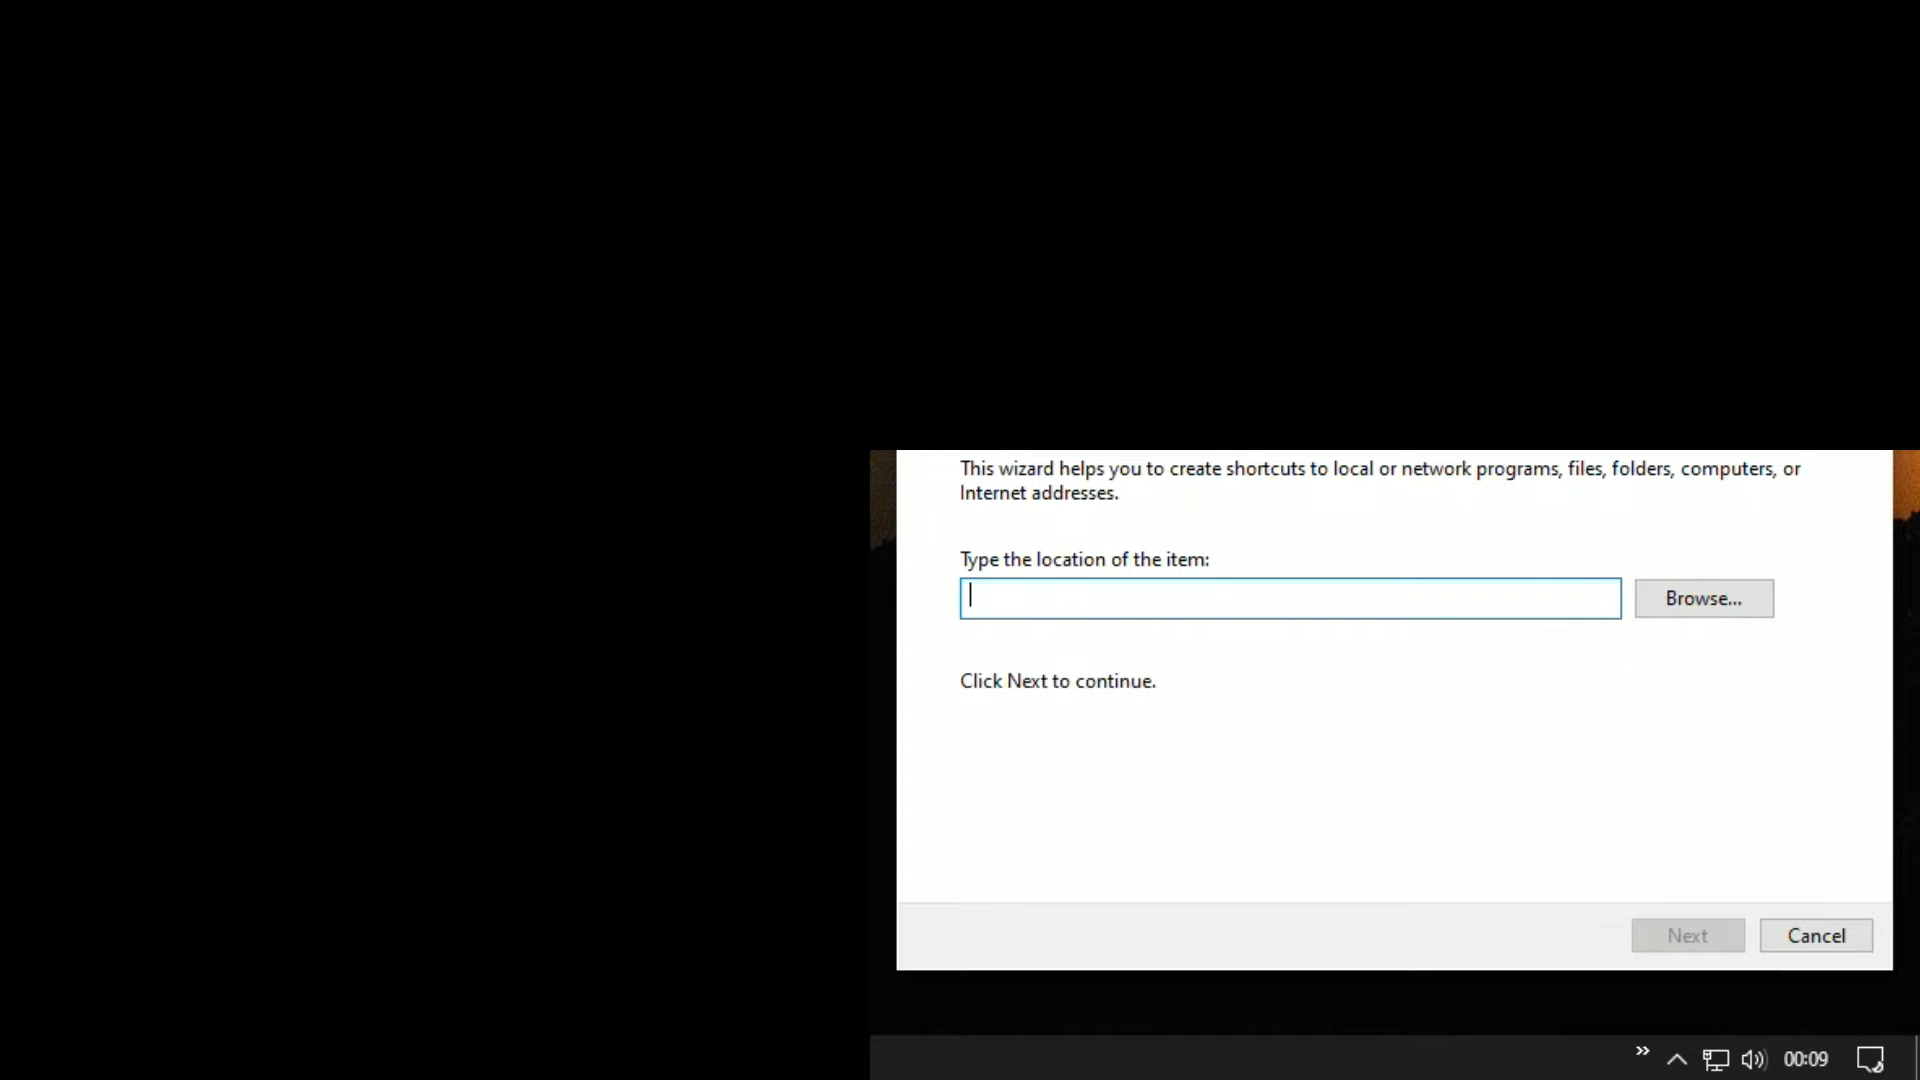 This wizard helps you to create shortcuts to local or network programs, files, folders, computers, or
Internet addresses.
Type the location of the item:
Browse...
Click Next to continue.
Next
Cancel
00:09